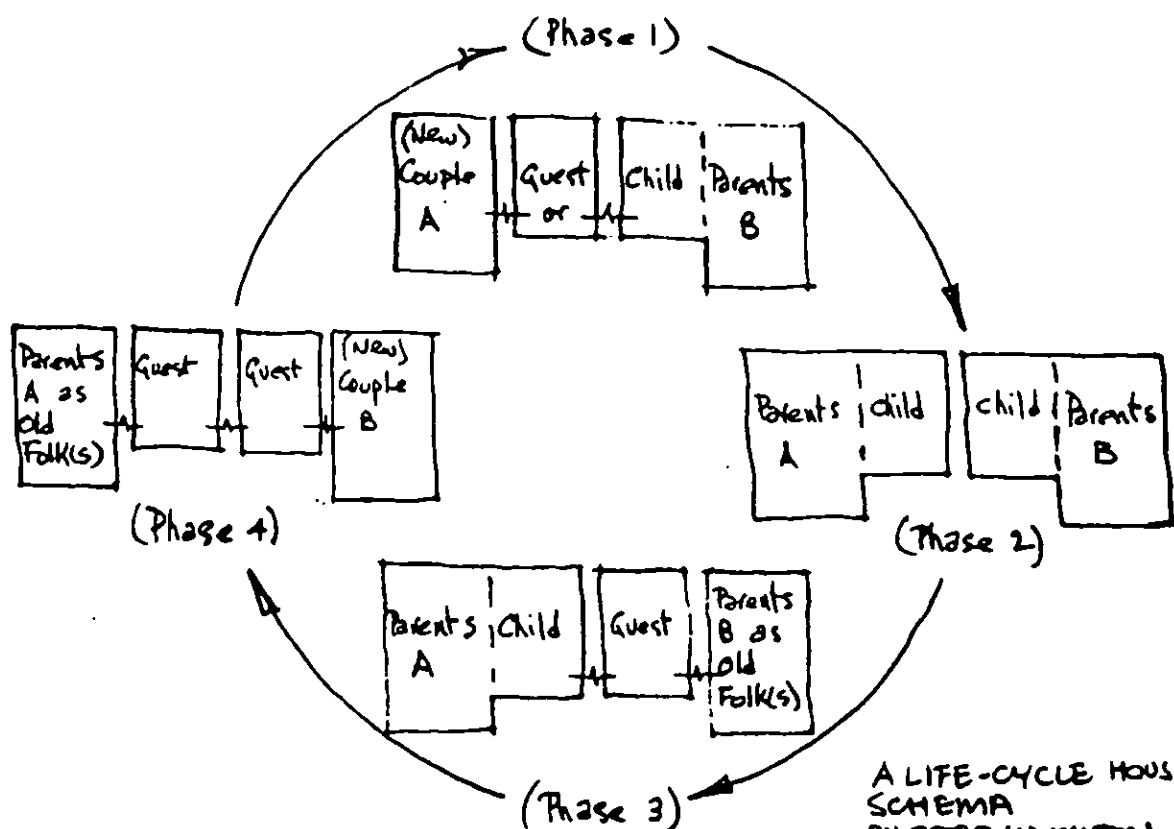 (Phase 1)
(New)
Couple
A
Guest
or
Child
Parents
B
Parents
A as
Old
Folk(s)
Guest
Guest
(New)
Couple
B
(Phase 4)
Parents
A
Child
Child
Parents
B
(Phase 2)
Parents
A
Child
Guest
Parents
B as
Old
Folk(s)
(Phase 3)
A LIFE-CYCLE HOUS
SCHEMA